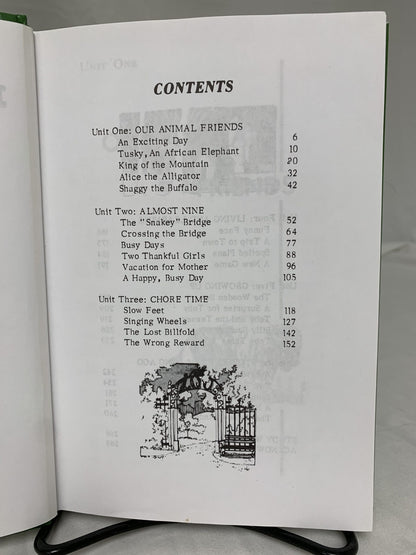 UNIT ONE
CONTENTS
Unit One: OUR ANIMAL FRIENDS
An Exciting Day 6
Tusky, An African Elephant 10
King of the Mountain 20
Alice the Alligator 32
Shaggy the Buffalo 42
Unit Two: ALMOST NINE
The "Snakey" Bridge 52
Crossing the Bridge 64
Busy Days 77
Two Thankful Girls 88
Vacation for Mother 96
A Happy, Busy Day 105
Unit Three: CHORE TIME
Slow Feet 118
Singing Wheels 127
The Lost Billfold 142
The Wrong Reward 152